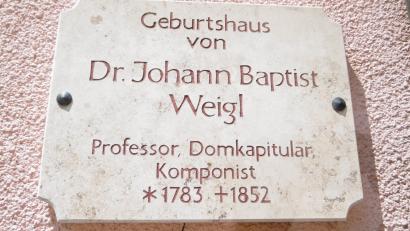 Geburtshaus
von
Dr. Johann Baptist
Weigl
Professor, Domkapitular,
Komponist
*1783 +1852